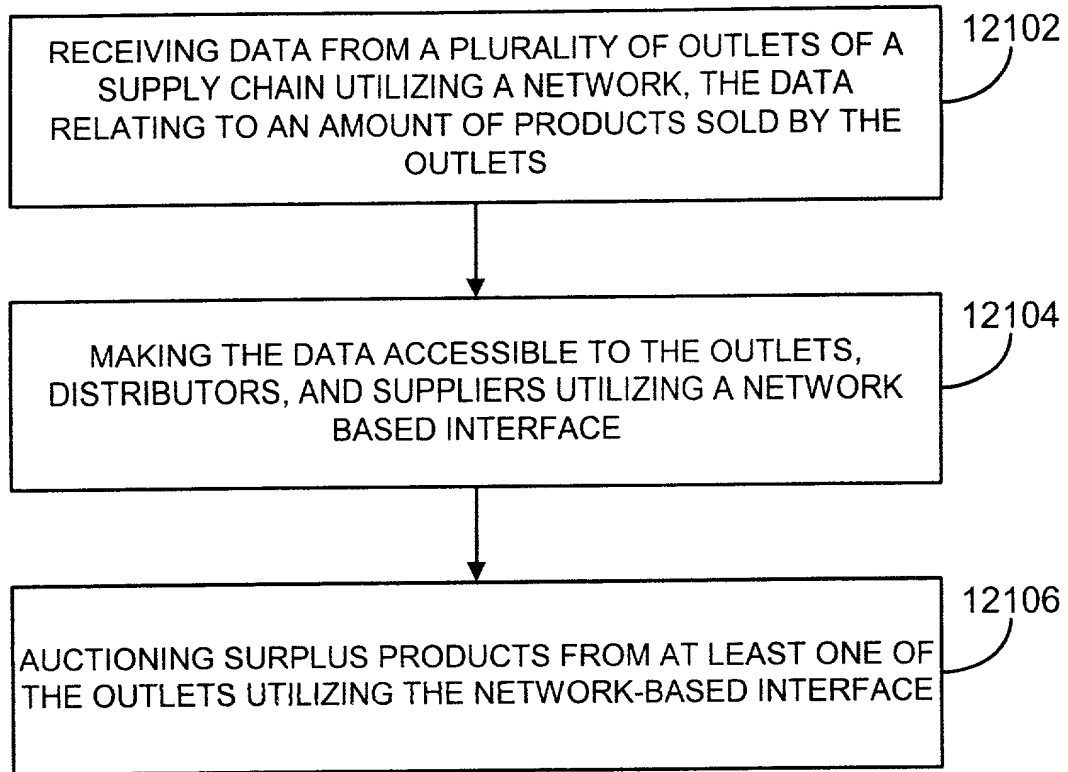 12102
RECEIVING DATA FROM A PLURALITY OF OUTLETS OF A
SUPPLY CHAIN UTILIZING A NETWORK, THE DATA
RELATING TO AN AMOUNT OF PRODUCTS SOLD BY THE
OUTLETS
12104
MAKING THE DATA ACCESSIBLE TO THE OUTLETS,
DISTRIBUTORS, AND SUPPLIERS UTILIZING A NETWORK
BASED INTERFACE
12106
AUCTIONING SURPLUS PRODUCTS FROM AT LEAST ONE OF
THE OUTLETS UTILIZING THE NETWORK-BASED INTERFACE